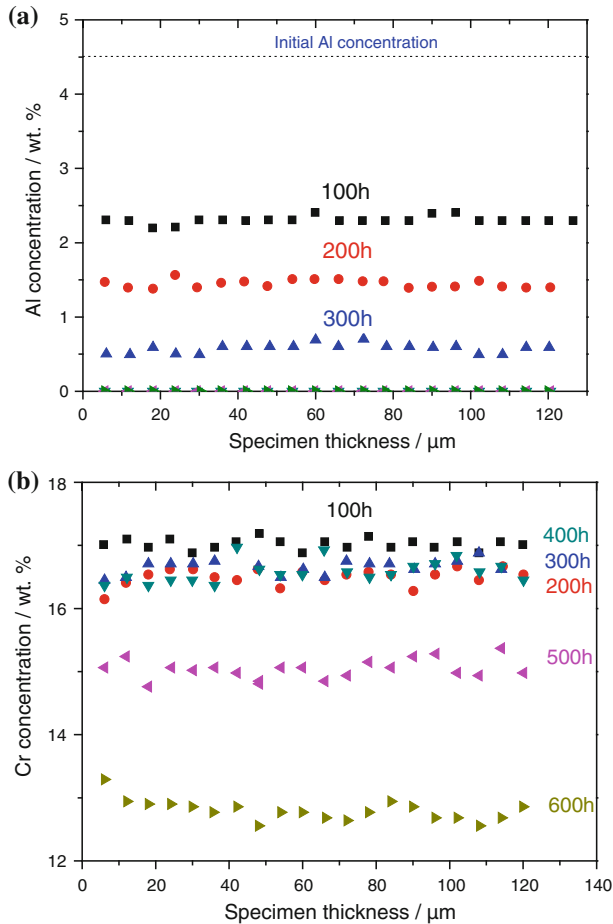 (a)
5
4
3
2
1
0
Al concentration / wt. %
Initial Al concentration
100h
200h
300h
0 20 40 60 80 100 120
Specimen thickness / μm
(b)
18
16
14
12
Cr concentration / wt. %
100h
400h
300h
200h
500h
600h
0 20 40 60 80 100 120 140
Specimen thickness / μm